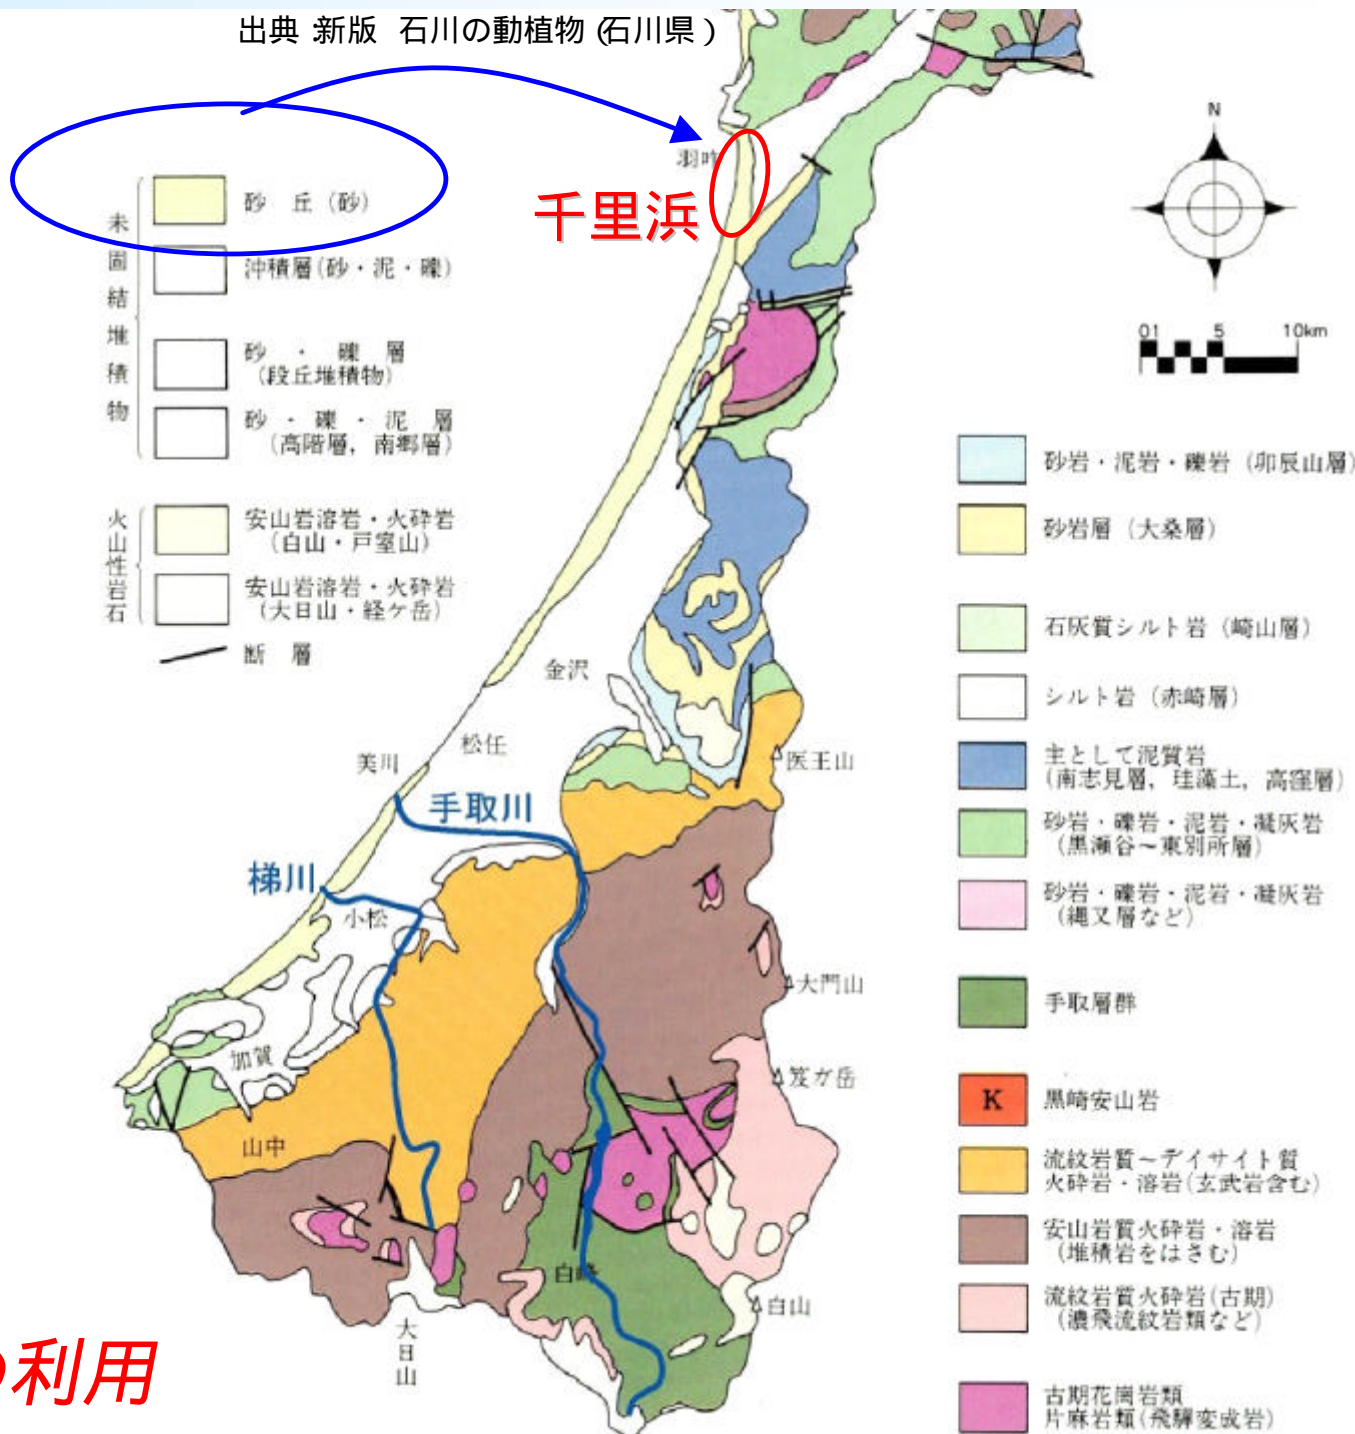 出典 新版 石川の動植物(石川県)
羽咋
千里浜
N
01 5 10km
未固結堆積物
砂 丘(砂)
沖積層(砂・泥・礫)
砂・礫層
(段丘堆積物)
砂・礫・泥層
(高階層,南郷層)
火山性岩石
安山岩溶岩・火砕岩
(白山・戸室山)
安山岩溶岩・火砕岩
(大日山・経ケ岳)
断 層
砂岩・泥岩・礫岩(卯辰山層)
砂岩層(大桑層)
石灰質シルト岩(崎山層)
シルト岩(赤崎層)
主として泥質岩
(南志見層,珪藻土,高窪層)
砂岩・礫岩・泥岩・凝灰岩
(黒瀬谷~東別所層)
砂岩・礫岩・泥岩・凝灰岩
(縄又層など)
手取層群
K
黒崎安山岩
流紋岩質~デイサイト質
火砕岩・溶岩(玄武岩含む)
安山岩質火砕岩・溶岩
(堆積岩をはさむ)
流紋岩質火砕岩(古期)
(濃飛流紋岩類など)
古期花崗岩類
片麻岩類(飛騨変成岩)
金沢
松任
美川
医王山
手取川
梯川
小松
大門山
加賀
笈ガ岳
山中
白峰
白山
大日山
利用